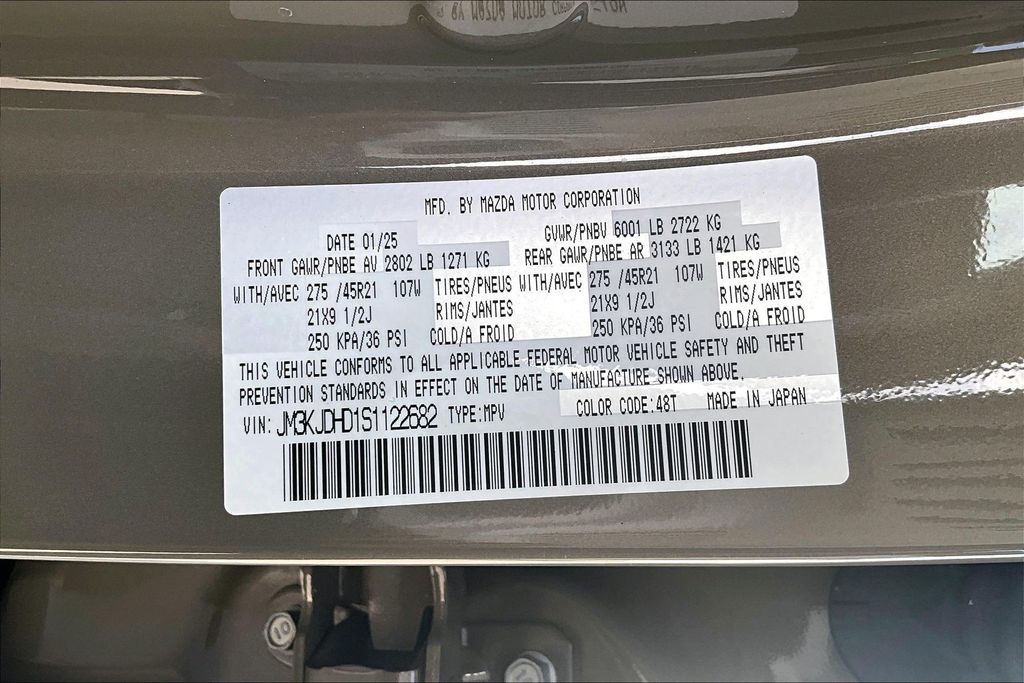 MFD. BY MAZDA MOTOR CORPORATION
DATE 01/25 GVWR/PNBV 6001 LB 2722 KG
FRONT GAWR/PNBE AV 2802 LB 1271 KG REAR GAWR/PNBE AR 3133 LB 1421 KG
WITH/AVEC 275 /45R21 107W TIRES/PNEUS WITH/AVEC 275 /45R21 107W TIRES/PNEUS
21X9 1/2J RIMS/JANTES 21X9 1/2J RIMS/JANTES
250 KPA/36 PSI COLD/A FROID 250 KPA/36 PSI COLD/A FROID
THIS VEHICLE CONFORMS TO ALL APPLICABLE FEDERAL MOTOR VEHICLE SAFETY AND THEFT
PREVENTION STANDARDS IN EFFECT ON THE DATE OF MANUFACTURE SHOWN ABOVE.
VIN: JM3KJDHD1S1122682 TYPE:MPV COLOR CODE:48T MADE IN JAPAN
10